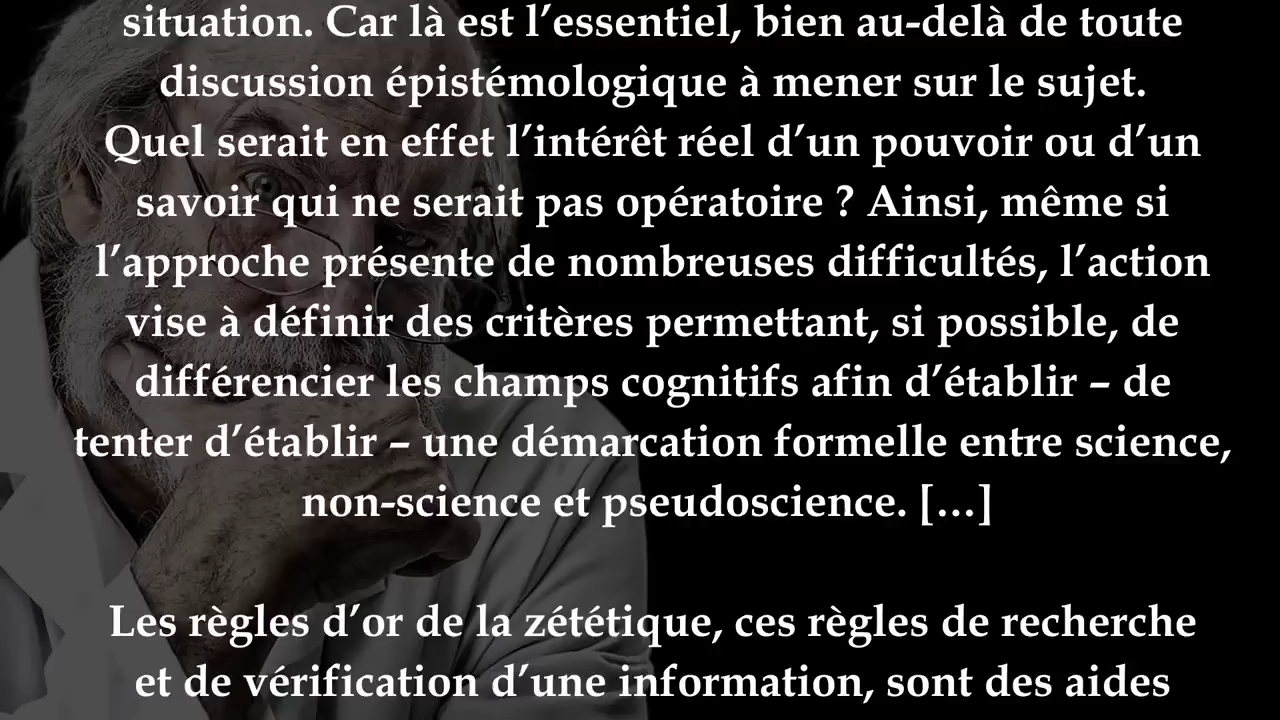 situation. Car là est l’essentiel, bien au-delà de toute
discussion épistémologique à mener sur le sujet.
Quel serait en effet l’intérêt réel d’un pouvoir ou d’un
savoir qui ne serait pas opératoire ? Ainsi, même si
l’approche présente de nombreuses difficultés, l’action
vise à définir des critères permettant, si possible, de
différencier les champs cognitifs afin d’établir – de
tenter d’établir – une démarcation formelle entre science,
non-science et pseudoscience. […]
Les règles d’or de la zététique, ces règles de recherche
et de vérification d’une information, sont des aides